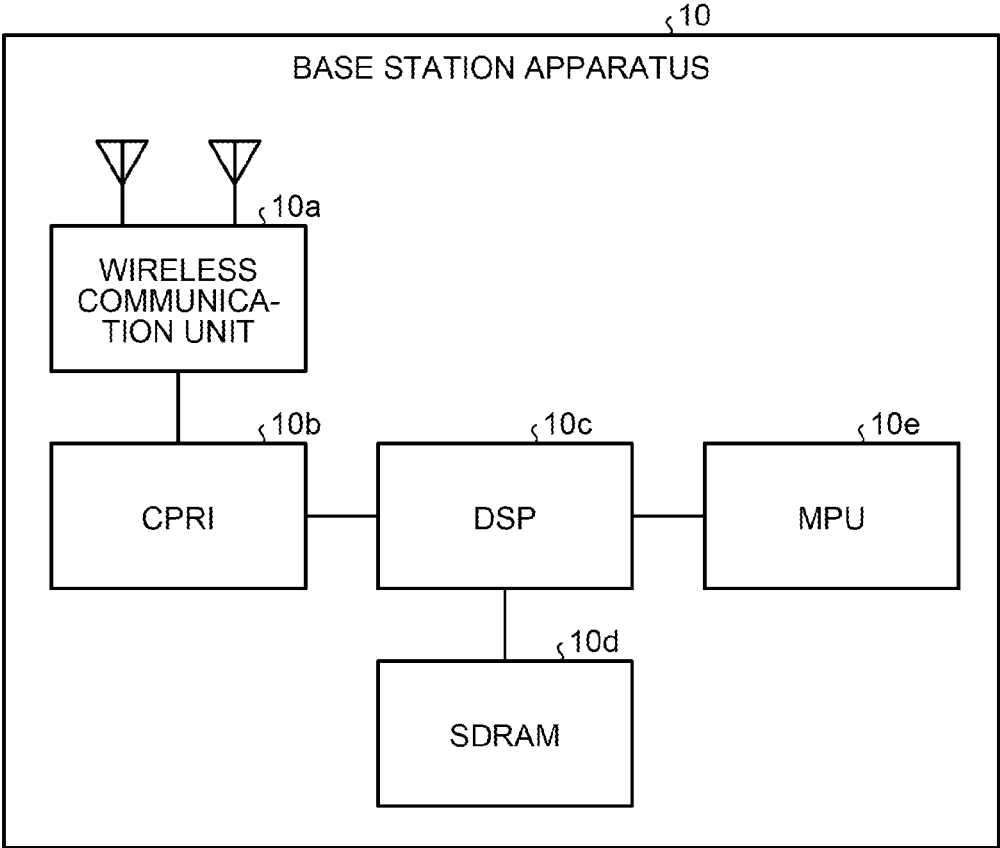 10
BASE STATION APPARATUS
10a
WIRELESS
COMMUNICA-
TION UNIT
10b
10c
10e
CPRI
DSP
MPU
10d
SDRAM